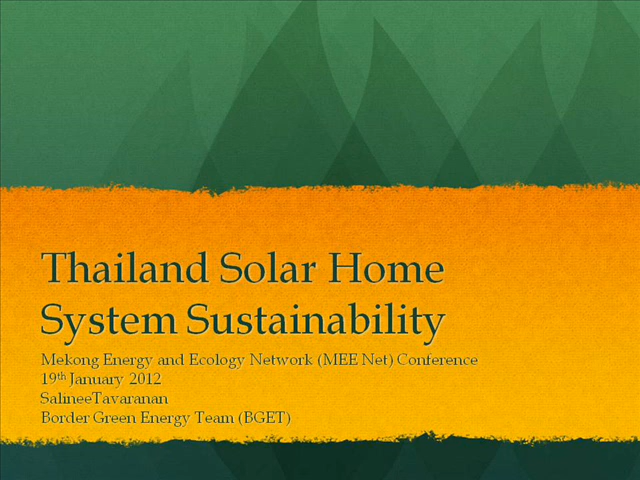 Thailand Solar Home
System Sustainability
Mekong Energy and Ecology Network (MEE Net) Conference
19th January 2012
SalineeTavaranan
Border Green Energy Team (BGET)